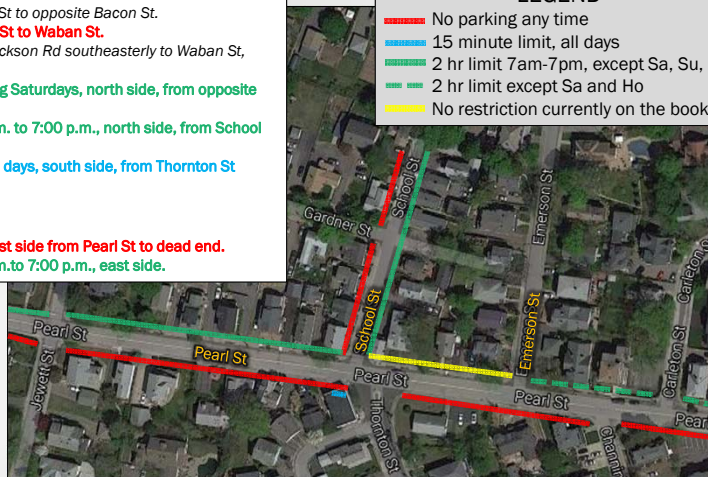 St to opposite Bacon St.
St to Waban St.
ckson Rd southeasterly to Waban St,
g Saturdays, north side, from opposite
m. to 7:00 p.m., north side, from School
days, south side, from Thornton St
st side from Pearl St to dead end.
m.to 7:00 p.m., east side.
LEGEND
No parking any time
15 minute limit, all days
2 hr limit 7am-7pm, except Sa, Su,
2 hr limit except Sa and Ho
No restriction currently on the book
School St
Gardner St
Emerson St
Carleton
School St
Emerson St
Carleton St
Pearl St
Pearl St
Jewett St
Pearl St
Pearl St
Pear
Thornton St
Channin